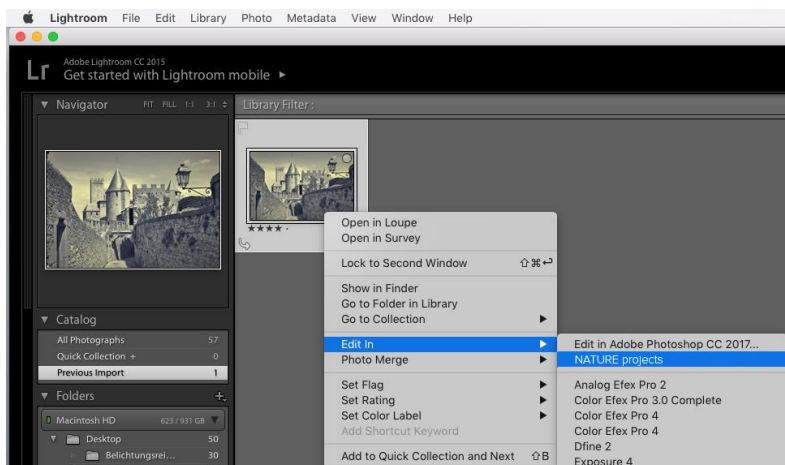 Lightroom File Edit Library Photo Metadata View Window Help
Adobe Lightroom CC 2015
Get started with Lightroom mobile ▸
Navigator FIT FILL 1:1 3:1
Library Filter :
★★★★ ·
Catalog
All Photographs 57
Quick Collection + 0
Previous Import 1
Folders +
Macintosh HD 623 / 931 GB
Desktop 50
Belichtungsrei... 30
Open in Loupe
Open in Survey
Lock to Second Window ⇧⌘↩
Show in Finder
Go to Folder in Library
Go to Collection ▶
Edit In ▶
Photo Merge ▶
Set Flag ▶
Set Rating ▶
Set Color Label ▶
Add Shortcut Keyword
Add to Quick Collection and Next ⇧B
Edit in Adobe Photoshop CC 2017...
NATURE projects
Analog Efex Pro 2
Color Efex Pro 3.0 Complete
Color Efex Pro 4
Color Efex Pro 4
Dfine 2
Exposure 4